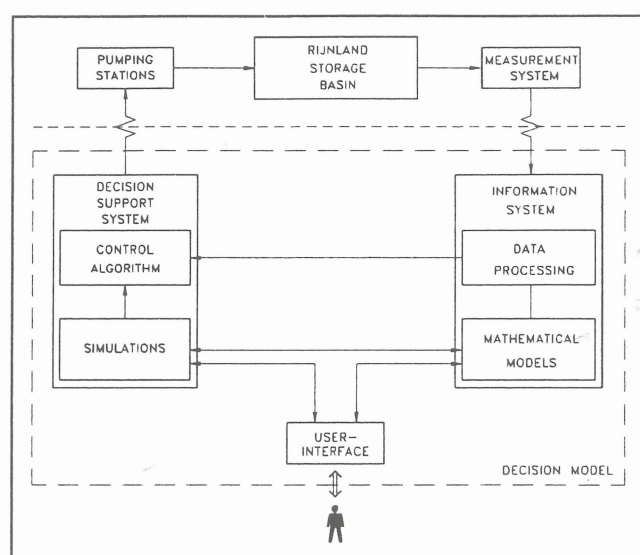 PUMPING
STATIONS
RIJNLAND
STORAGE
BASIN
MEASUREMENT
SYSTEM
DECISION
SUPPORT
SYSTEM
CONTROL
ALGORITHM
SIMULATIONS
INFORMATION
SYSTEM
DATA
PROCESSING
MATHEMATICAL
MODELS
USER-
INTERFACE
DECISION MODEL